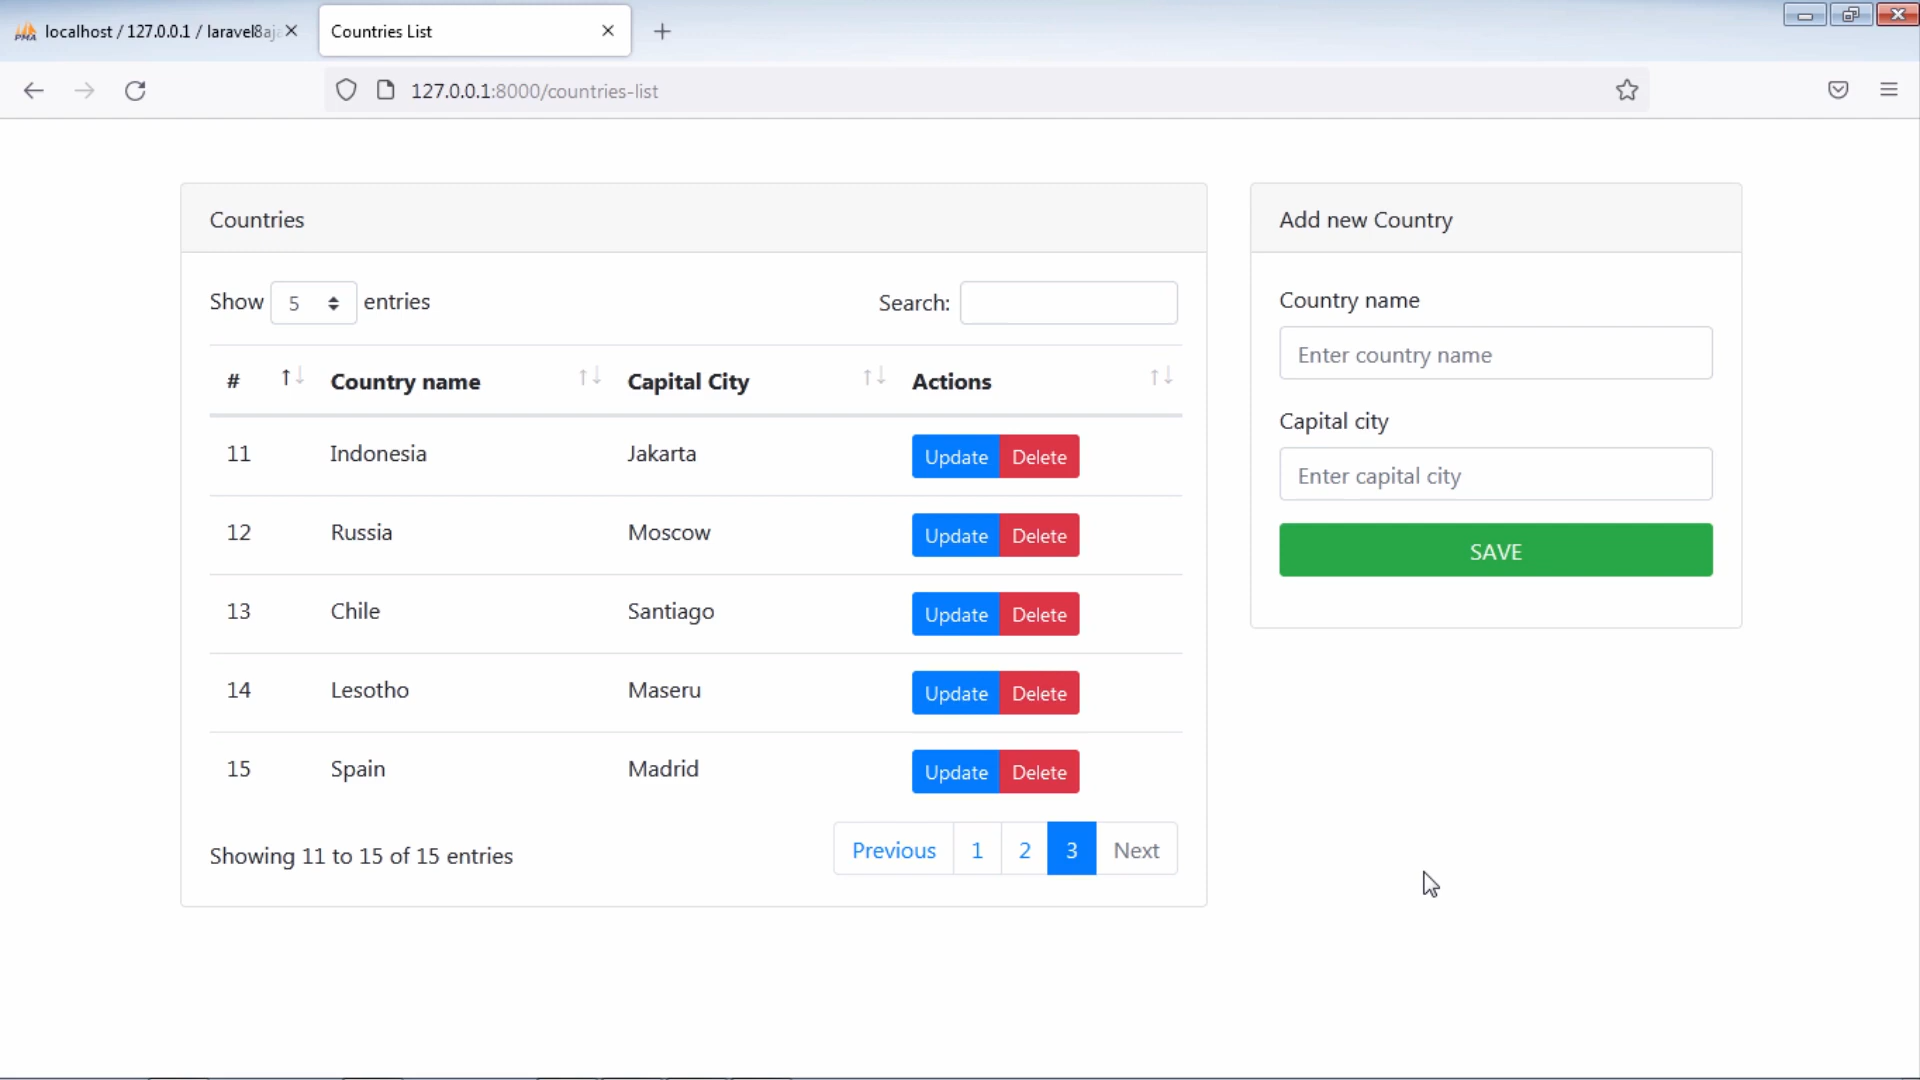 localhost / 127.0.0.1 / laravel8aj
Countries List
127.0.0.1:8000/countries-list
Countries
Show 5 entries
Search:
# Country name Capital City Actions
11 Indonesia Jakarta Update Delete
12 Russia Moscow Update Delete
13 Chile Santiago Update Delete
14 Lesotho Maseru Update Delete
15 Spain Madrid Update Delete
Showing 11 to 15 of 15 entries
Previous 1 2 3 Next
Add new Country
Country name
Enter country name
Capital city
Enter capital city
SAVE